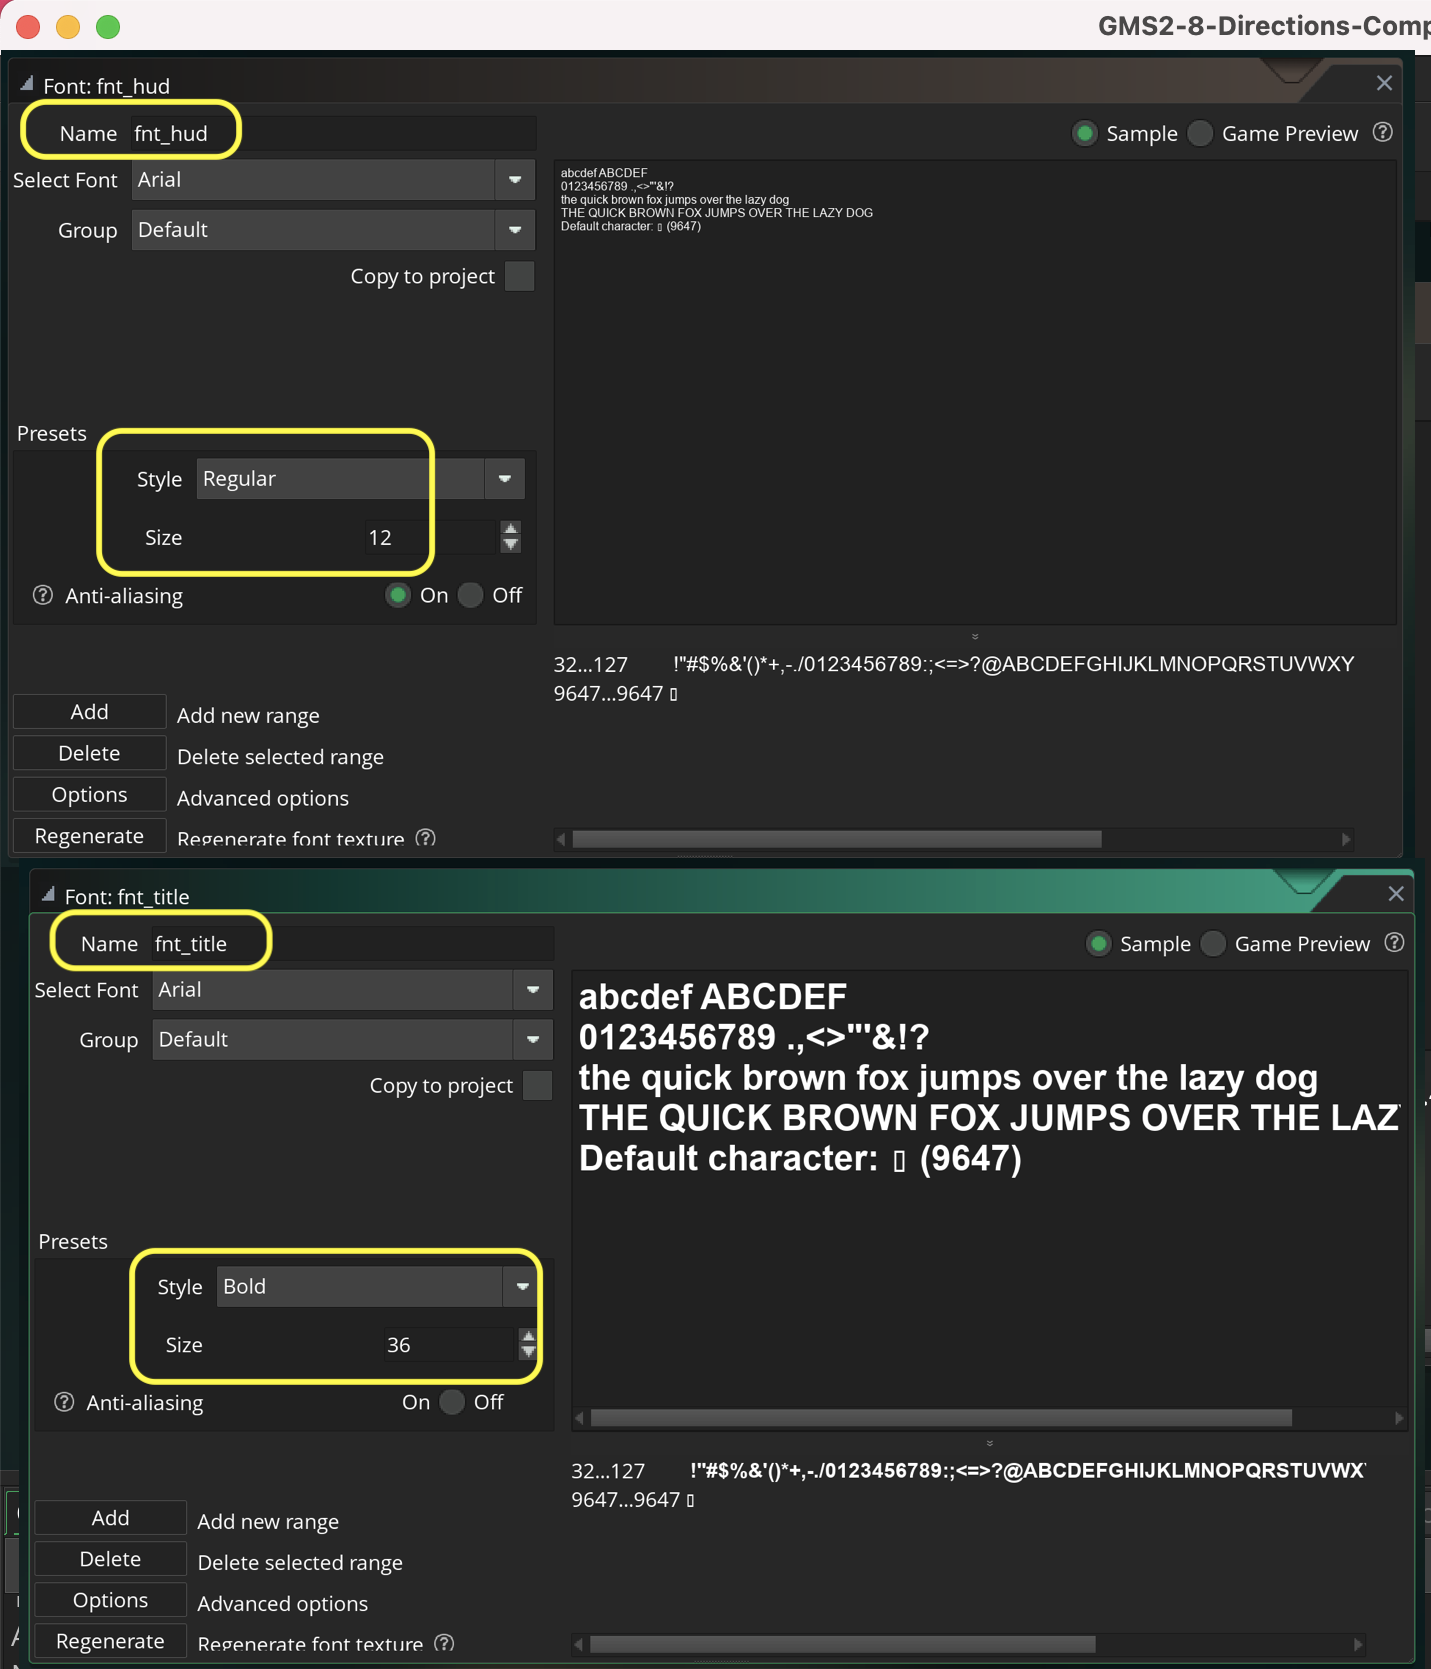 GMS2-8-Directions-Comp
Font: fnt_hud
Name fnt_hud
Sample Game Preview ?
Select Font Arial
Group Default
Copy to project
abcdef ABCDEF
0123456789 .,<>"'&!?
the quick brown fox jumps over the lazy dog
THE QUICK BROWN FOX JUMPS OVER THE LAZY DOG
Default character: ▯ (9647)
Presets
Style Regular
Size 12
? Anti-aliasing On Off
32...127 !"#$%&'()*+,-./0123456789:;<=>?@ABCDEFGHIJKLMNOPQRSTUVWXY
9647...9647 ▯
Add Add new range
Delete Delete selected range
Options Advanced options
Regenerate Regenerate font texture ?
Font: fnt_title
Name fnt_title
Sample Game Preview ?
Select Font Arial
Group Default
Copy to project
abcdef ABCDEF
0123456789 .,<>"'&!?
the quick brown fox jumps over the lazy dog
THE QUICK BROWN FOX JUMPS OVER THE LAZ
Default character: ▯ (9647)
Presets
Style Bold
Size 36
? Anti-aliasing On Off
32...127 !"#$%&'()*+,-./0123456789:;<=>?@ABCDEFGHIJKLMNOPQRSTUVWX
9647...9647 ▯
Add Add new range
Delete Delete selected range
Options Advanced options
Regenerate Regenerate font texture ?